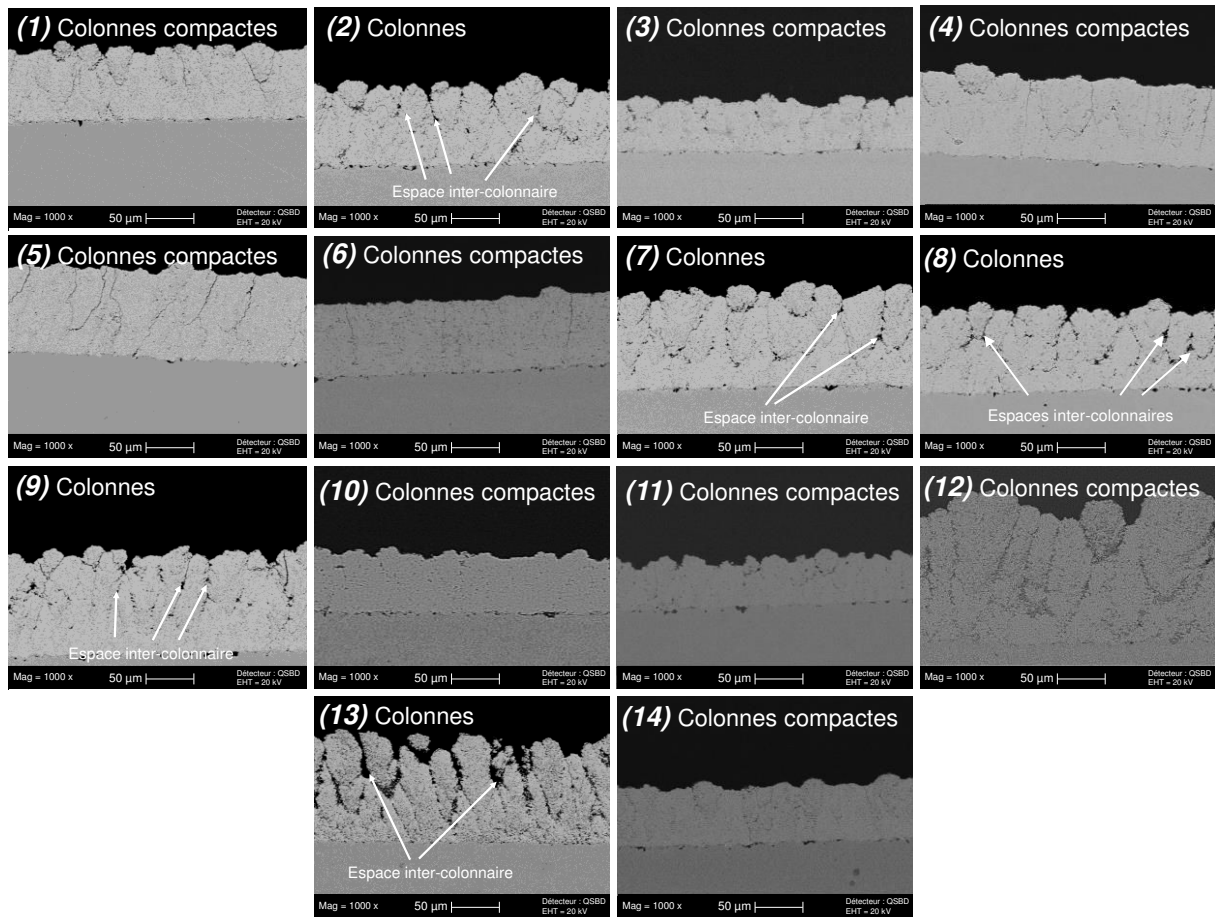 (1) Colonnes compactes
(2) Colonnes
(3) Colonnes compactes
(4) Colonnes compactes
Espace inter-colonnaire
Mag = 1000 x 50 µm Détecteur : QSBD
EHT = 20 kV
Mag = 1000 x 50 µm Détecteur : QSBD
EHT = 20 kV
Mag = 1000 x 50 µm Détecteur : QSBD
EHT = 20 kV
Mag = 1000 x 50 µm Détecteur : QSBD
EHT = 20 kV
(5) Colonnes compactes
(6) Colonnes compactes
(7) Colonnes
(8) Colonnes
Espace inter-colonnaire
Espaces inter-colonnaires
Mag = 1000 x 50 µm Détecteur : QSBD
EHT = 20 kV
Mag = 1000 x 50 µm Détecteur : QSBD
EHT = 20 kV
Mag = 1000 x 50 µm Détecteur : QSBD
EHT = 20 kV
Mag = 1000 x 50 µm Détecteur : QSBD
EHT = 20 kV
(9) Colonnes
(10) Colonnes compactes
(11) Colonnes compactes
(12) Colonnes compactes
Espace inter-colonnaire
Mag = 1000 x 50 µm Détecteur : QSBD
EHT = 20 kV
Mag = 1000 x 50 µm Détecteur : QSBD
EHT = 20 kV
Mag = 1000 x 50 µm Détecteur : QSBD
EHT = 20 kV
Mag = 1000 x 50 µm Détecteur : QSBD
EHT = 20 kV
(13) Colonnes
(14) Colonnes compactes
Espace inter-colonnaire
Mag = 1000 x 50 µm Détecteur : QSBD
EHT = 20 kV
Mag = 1000 x 50 µm Détecteur : QSBD
EHT = 20 kV